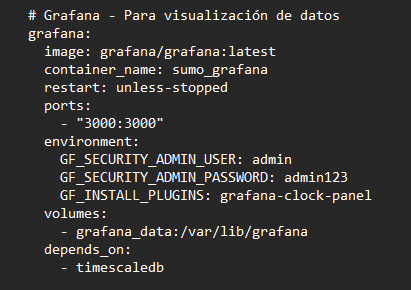 # Grafana - Para visualización de datos
grafana:
  image: grafana/grafana:latest
  container_name: sumo_grafana
  restart: unless-stopped
  ports:
    - "3000:3000"
  environment:
    GF_SECURITY_ADMIN_USER: admin
    GF_SECURITY_ADMIN_PASSWORD: admin123
    GF_INSTALL_PLUGINS: grafana-clock-panel
  volumes:
    - grafana_data:/var/lib/grafana
  depends_on:
    - timescaledb